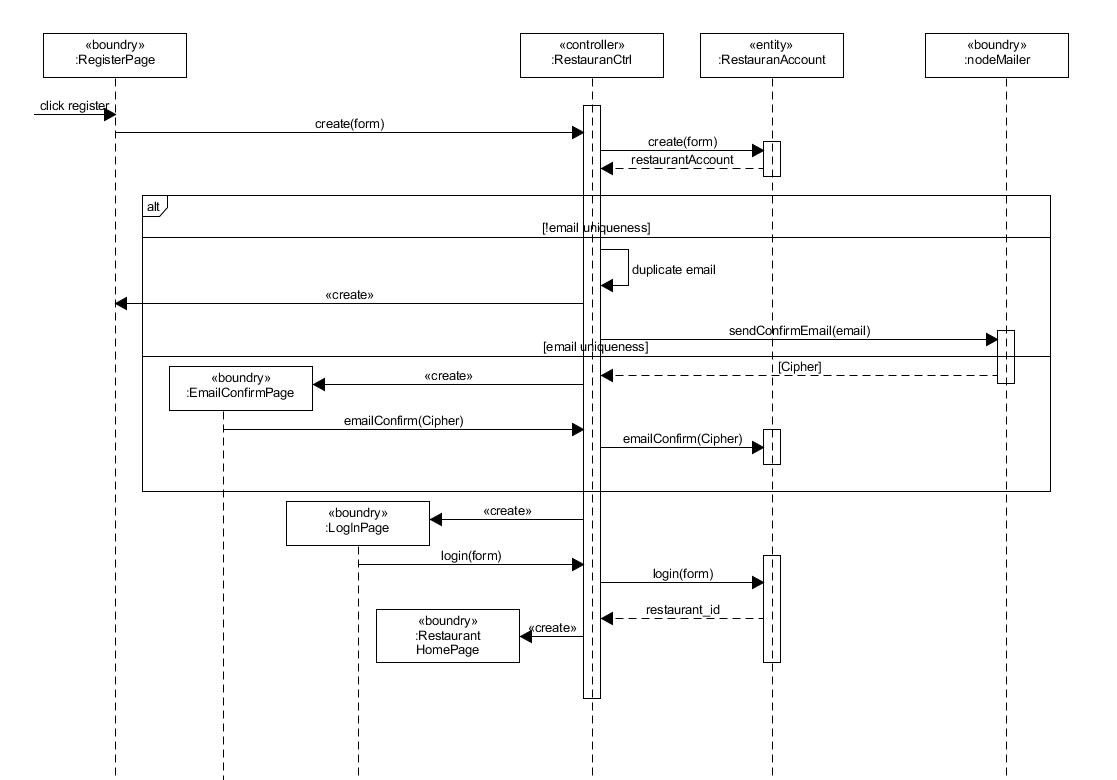 «boundry»
:RegisterPage
«controller»
:RestauranCtrl
«entity»
:RestauranAccount
«boundry»
:nodeMailer
click register
create(form)
create(form)
restaurantAccount
alt
[!email uniqueness]
duplicate email
«create»
sendConfirmEmail(email)
[email uniqueness]
[Cipher]
«boundry»
:EmailConfirmPage
«create»
emailConfirm(Cipher)
emailConfirm(Cipher)
«boundry»
:LogInPage
«create»
login(form)
login(form)
restaurant_id
«boundry»
:Restaurant
HomePage
«create»